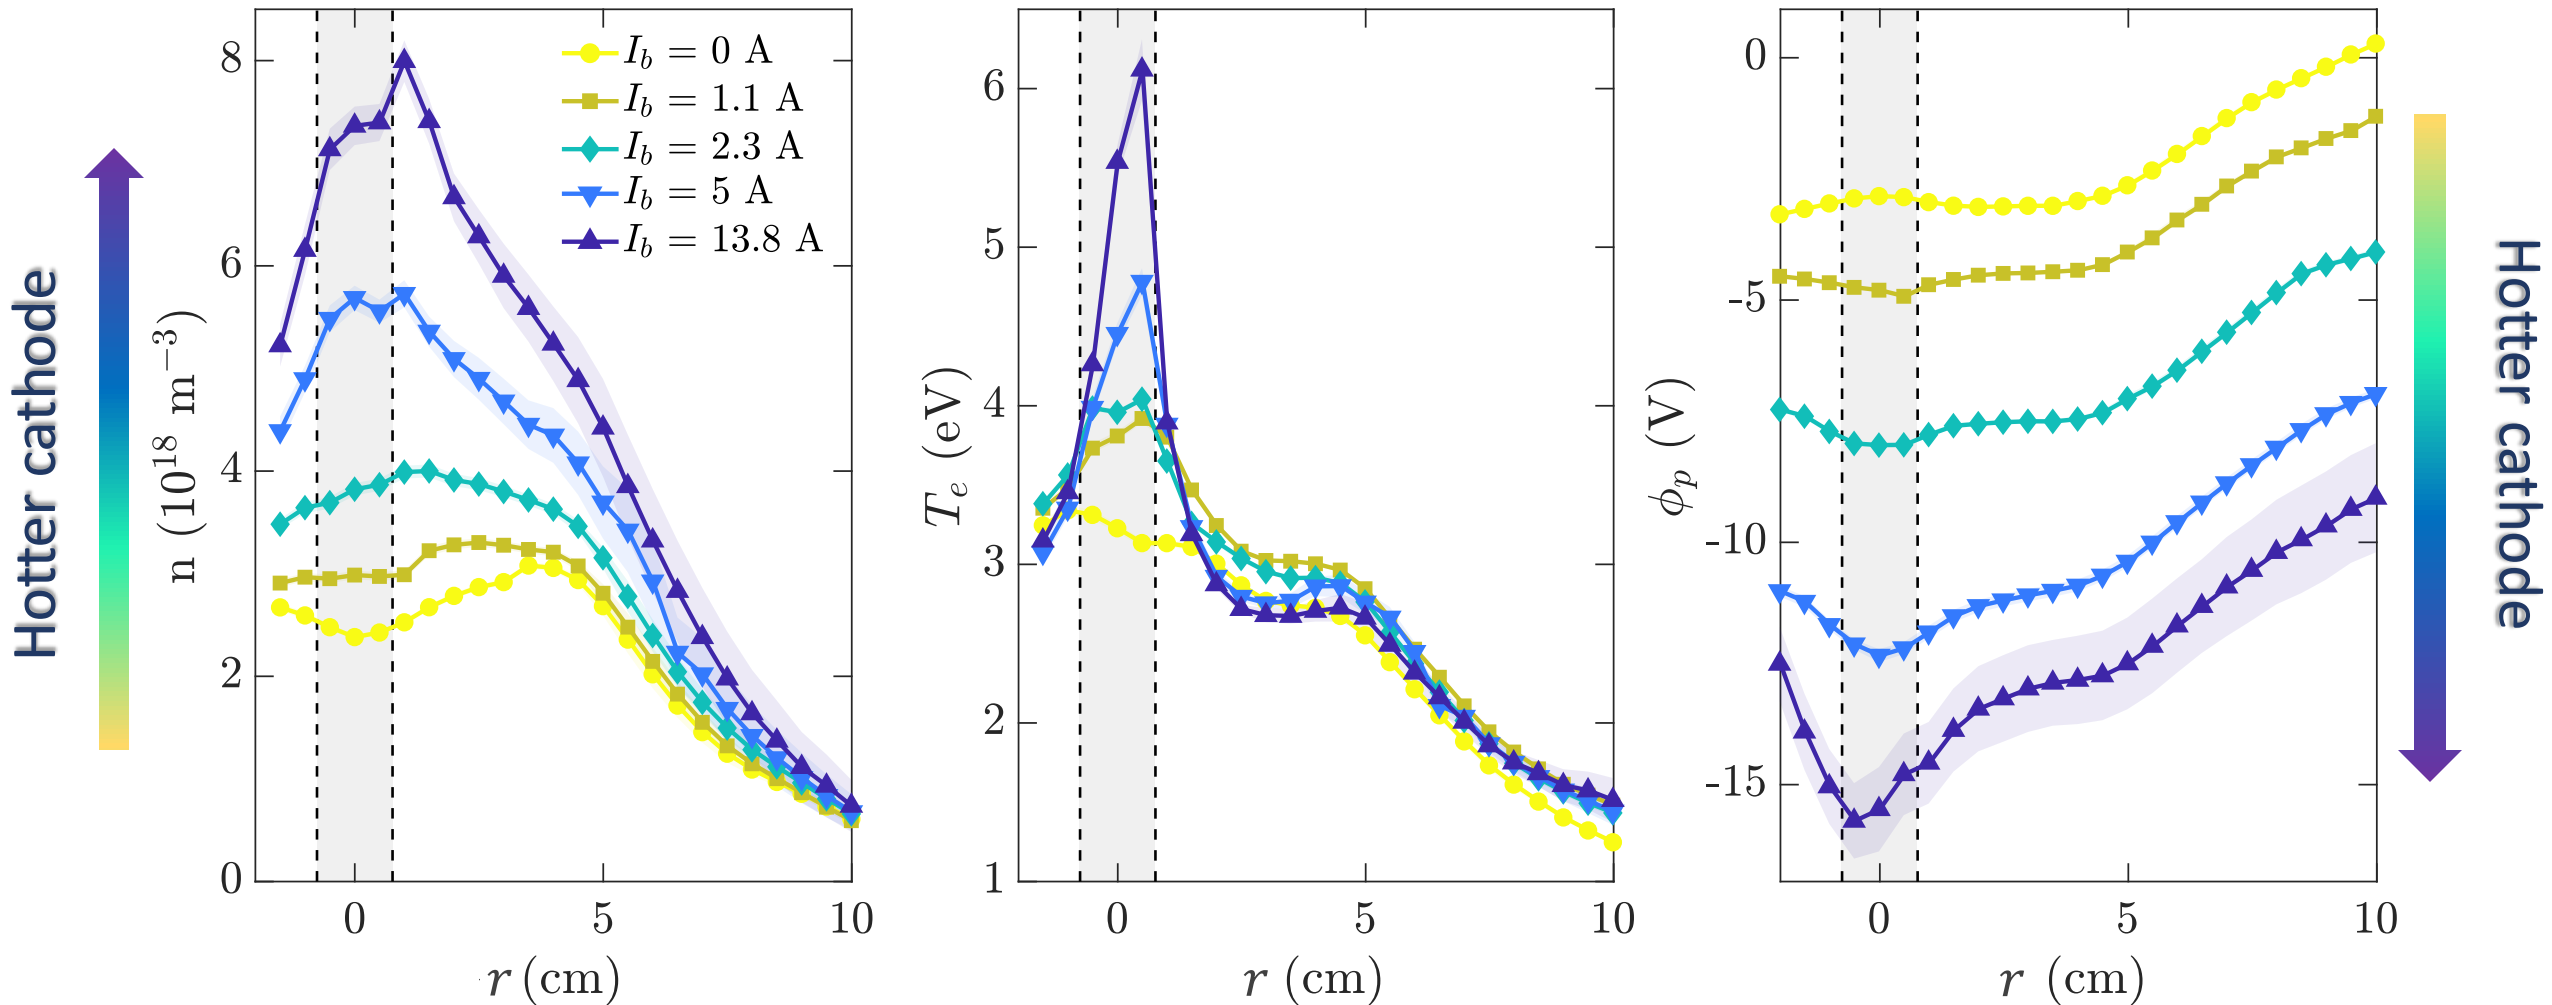 Hotter cathode
n (10^18 m^−3)
8
6
4
2
0
0
5
10
r (cm)
I_b = 0 A
I_b = 1.1 A
I_b = 2.3 A
I_b = 5 A
I_b = 13.8 A
T_e (eV)
6
5
4
3
2
1
0
5
10
r (cm)
ϕ_p (V)
0
-5
-10
-15
0
5
10
r (cm)
Hotter cathode